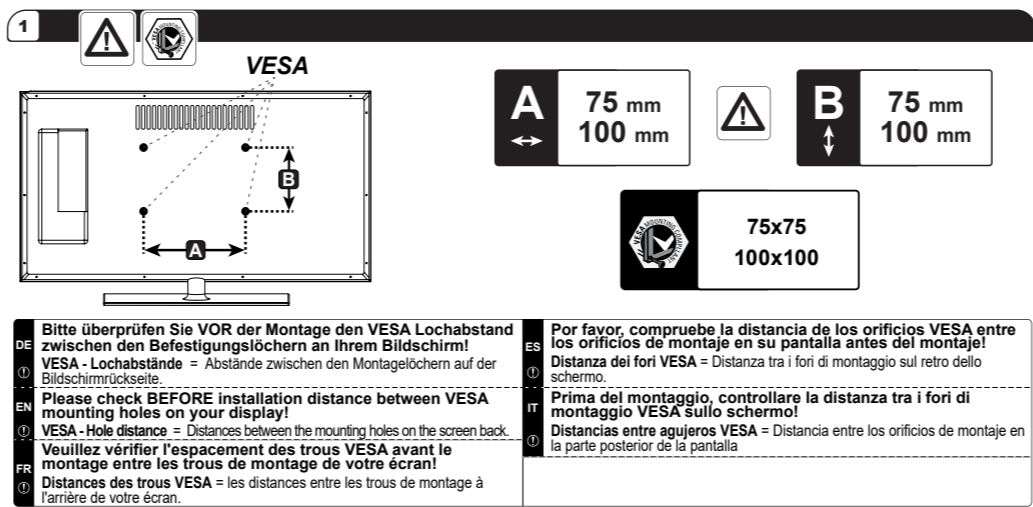 1
VESA
B
A
A
75 mm
100 mm
B
75 mm
100 mm
VESA MOUNTING COMPLIANT
75x75
100x100
DE
Bitte überprüfen Sie VOR der Montage den VESA Lochabstand
zwischen den Befestigungslöchern an Ihrem Bildschirm!
VESA - Lochabstände = Abstände zwischen den Montagelöchern auf der
Bildschirmrückseite.
EN
Please check BEFORE installation distance between VESA
mounting holes on your display!
VESA - Hole distance = Distances between the mounting holes on the screen back.
FR
Veuillez vérifier l'espacement des trous VESA avant le
montage entre les trous de montage de votre écran!
Distances des trous VESA = les distances entre les trous de montage à
l'arrière de votre écran.
ES
Por favor, compruebe la distancia de los orificios VESA entre
los orificios de montaje en su pantalla antes del montaje!
Distanza dei fori VESA = Distanza tra i fori di montaggio sul retro dello
schermo.
IT
Prima del montaggio, controllare la distanza tra i fori di
montaggio VESA sullo schermo!
Distancias entre agujeros VESA = Distancia entre los orificios de montaje en
la parte posterior de la pantalla